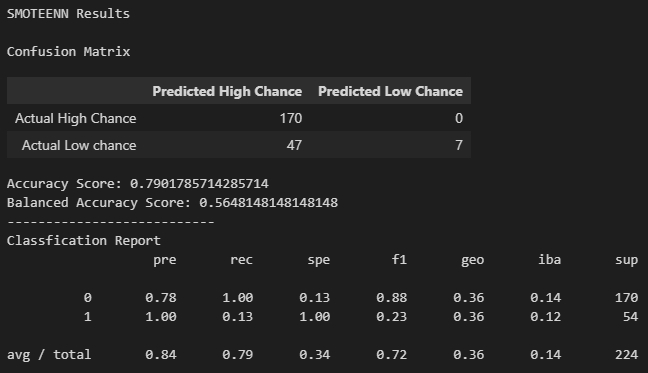 SMOTEENN Results
Confusion Matrix
Predicted High Chance Predicted Low Chance
Actual High Chance 170 0
Actual Low chance 47 7
Accuracy Score: 0.7901785714285714
Balanced Accuracy Score: 0.5648148148148148
---------------------------
Classfication Report
pre rec spe f1 geo iba sup
0 0.78 1.00 0.13 0.88 0.36 0.14 170
1 1.00 0.13 1.00 0.23 0.36 0.12 54
avg / total 0.84 0.79 0.34 0.72 0.36 0.14 224